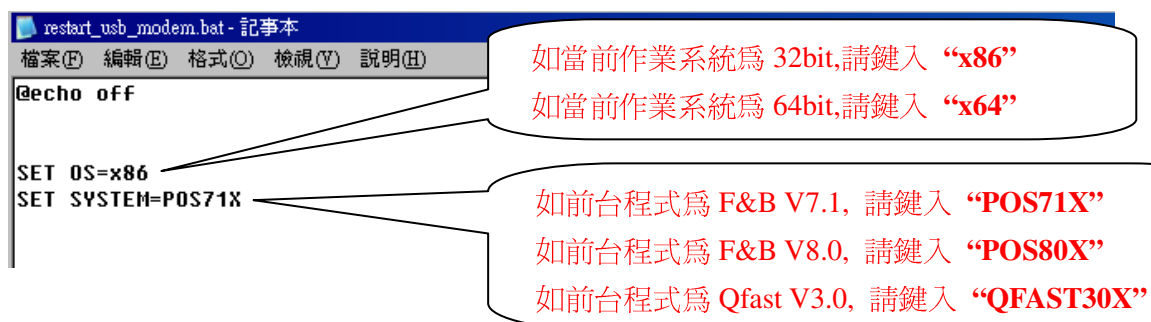 restart_usb_modem.bat - 記事本
檔案(F) 編輯(E) 格式(O) 檢視(V) 說明(H)
@echo off
SET OS=x86
SET SYSTEM=POS71X
如當前作業系統為 32bit,請鍵入 “x86”
如當前作業系統為 64bit,請鍵入 “x64”
如前台程式為 F&B V7.1, 請鍵入 “POS71X”
如前台程式為 F&B V8.0, 請鍵入 “POS80X”
如前台程式為 Qfast V3.0, 請鍵入 “QFAST30X”